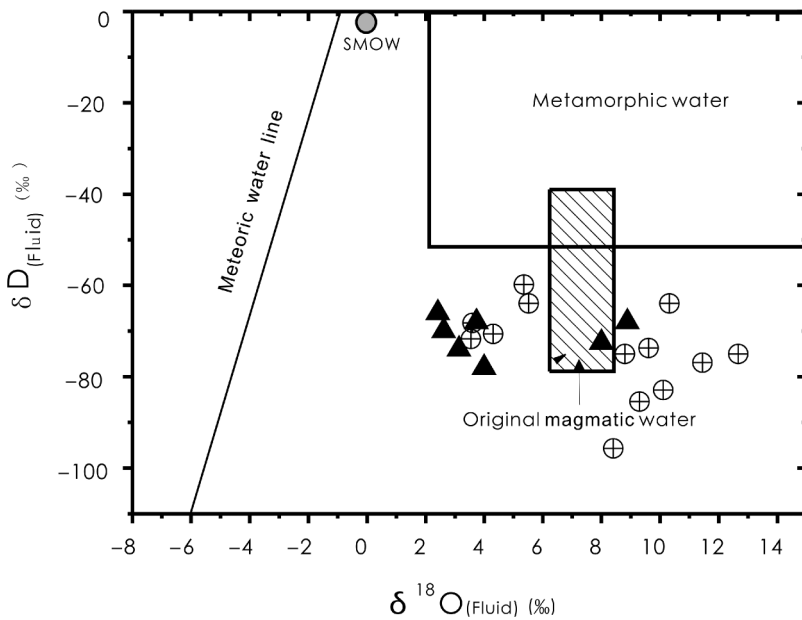 0
SMOW
Metamorphic water
−20
Meteoric water line
−40
δ D(Fluid) (‰)
−60
−80
Original magmatic water
−100
−8 −6 −4 −2 0 2 4 6 8 10 12 14
δ 18O(Fluid) (‰)